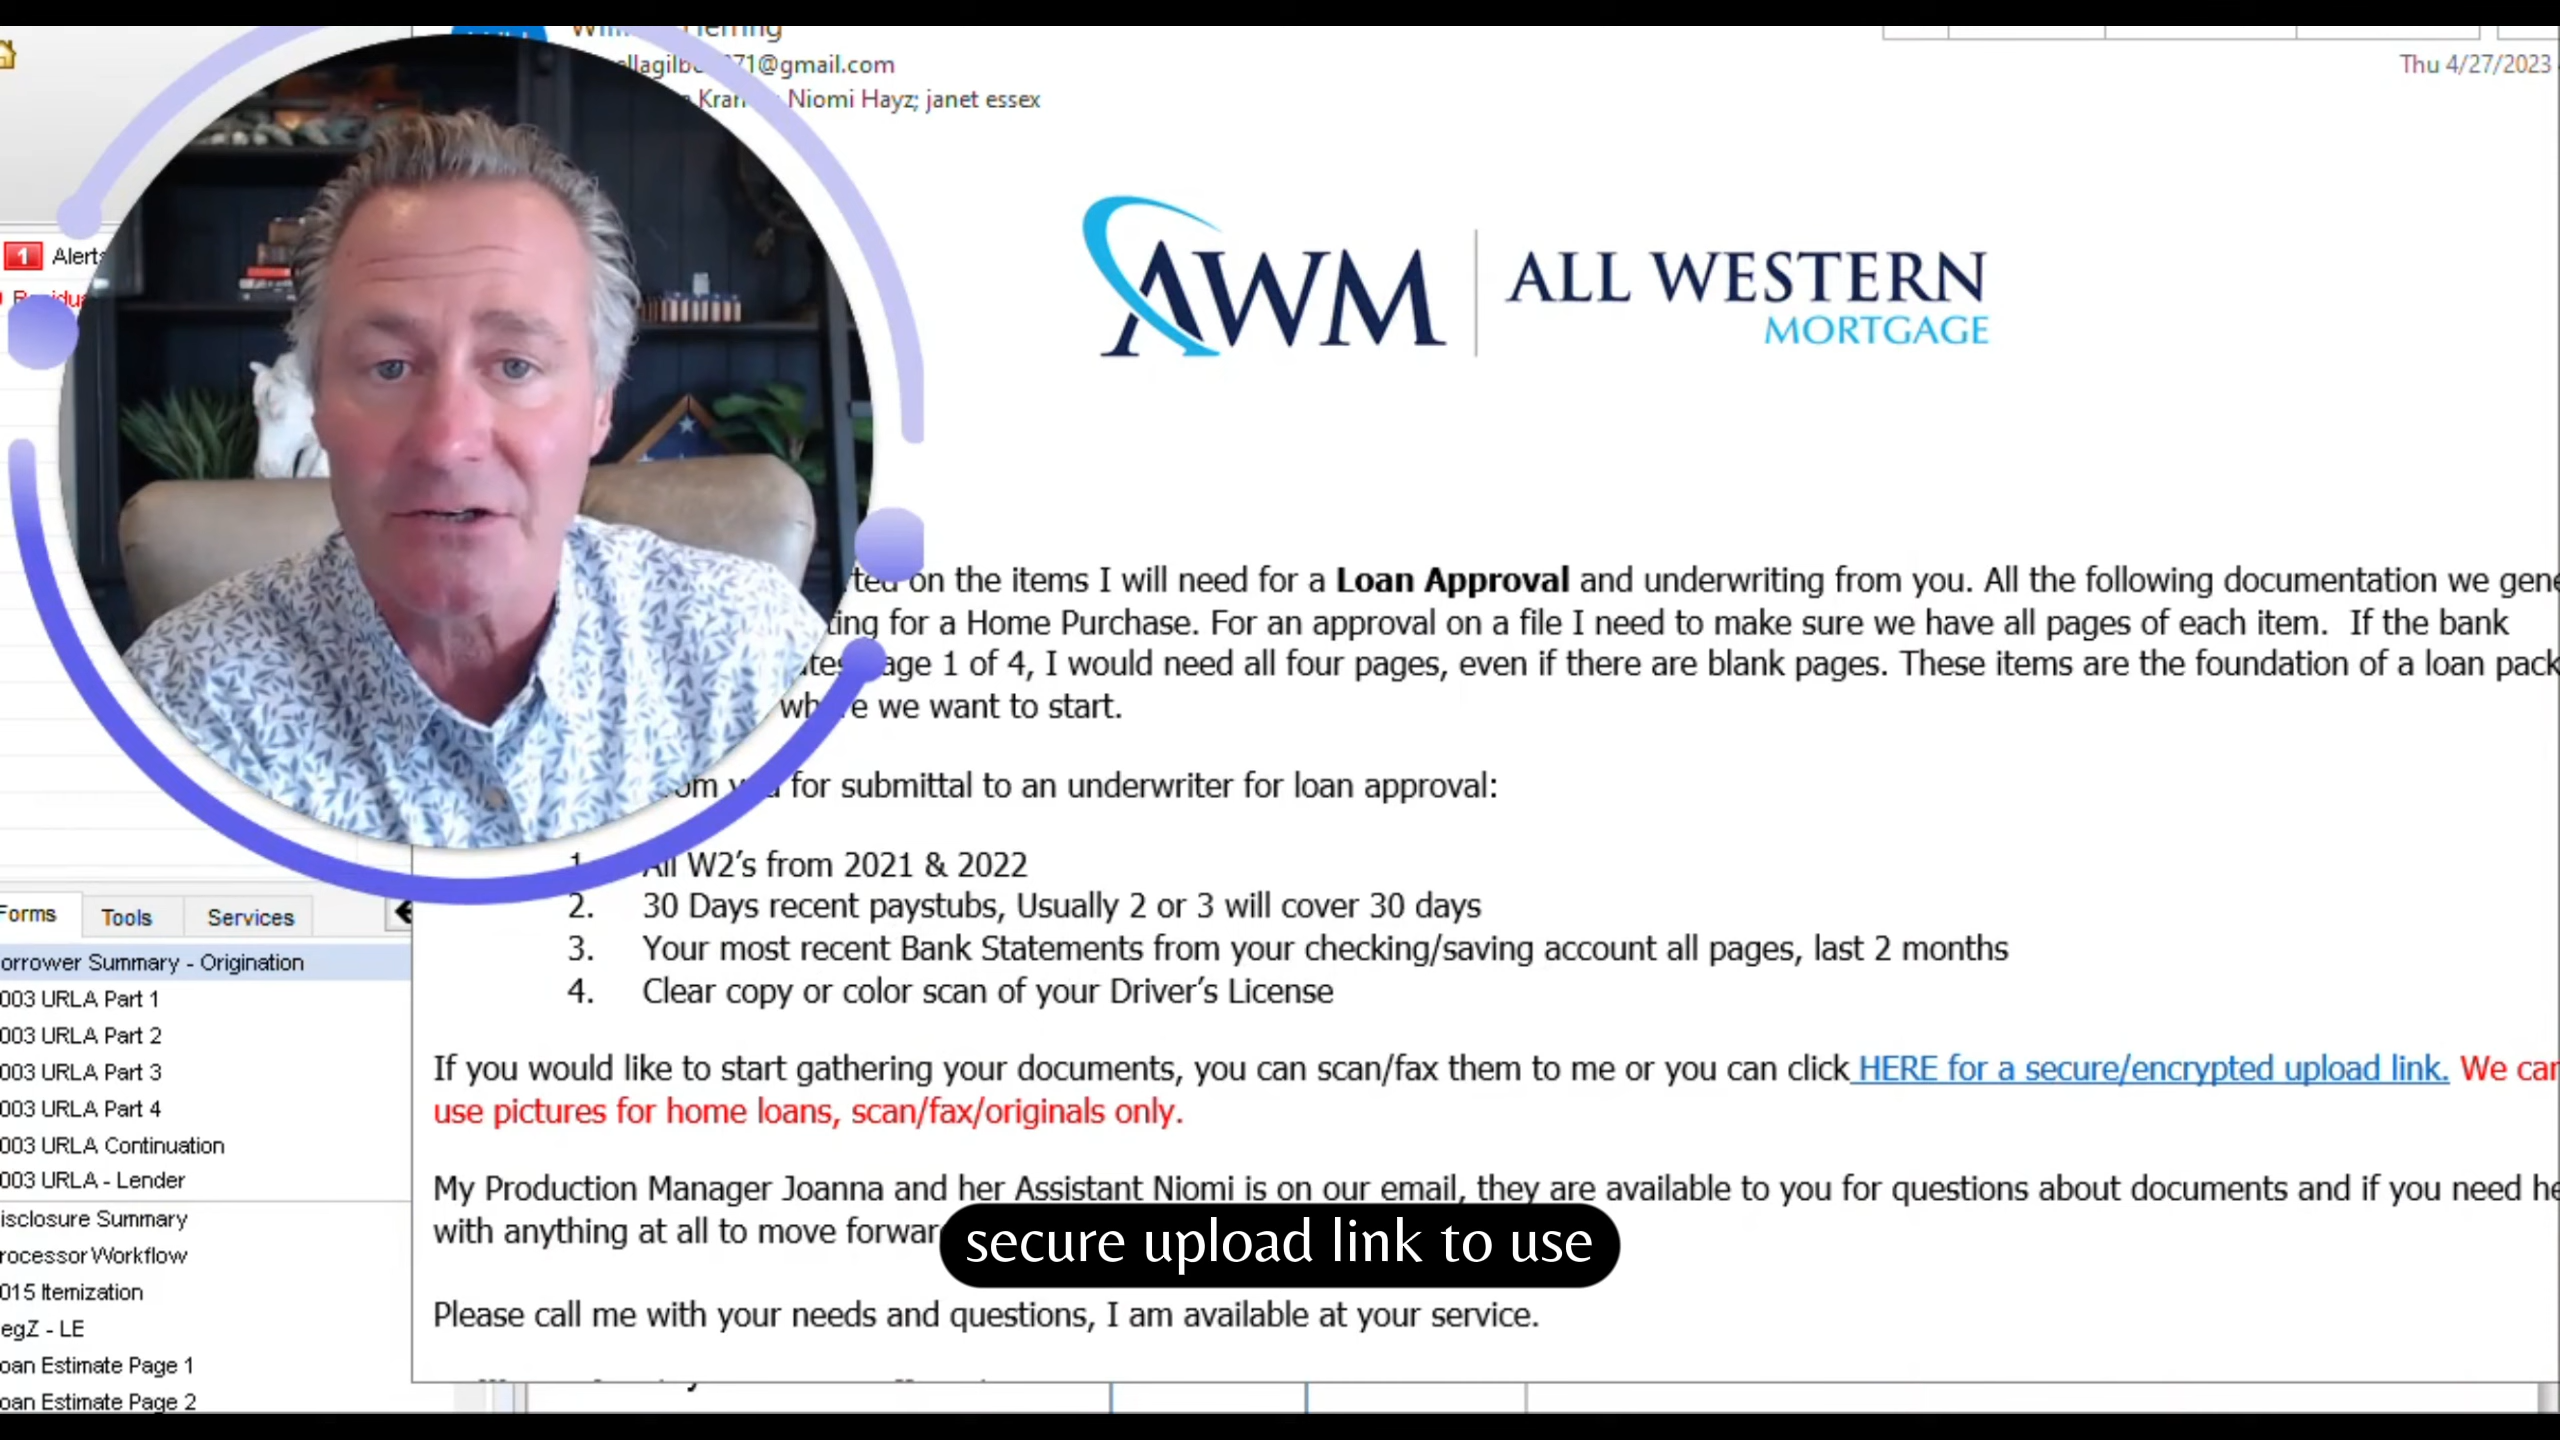 Herring
71@gmail.com
Niomi Hayz; janet essex
Thu 4/27/2023
1 Alerts
AWM ALL WESTERN
MORTGAGE
on the items I will need for a Loan Approval and underwriting from you. All the following documentation we gene
ting for a Home Purchase. For an approval on a file I need to make sure we have all pages of each item. If the bank
age 1 of 4, I would need all four pages, even if there are blank pages. These items are the foundation of a loan pack
where we want to start.
for submittal to an underwriter for loan approval:
1. All W2’s from 2021 & 2022
2. 30 Days recent paystubs, Usually 2 or 3 will cover 30 days
3. Your most recent Bank Statements from your checking/saving account all pages, last 2 months
4. Clear copy or color scan of your Driver’s License
If you would like to start gathering your documents, you can scan/fax them to me or you can click HERE for a secure/encrypted upload link. We can
use pictures for home loans, scan/fax/originals only.
My Production Manager Joanna and her Assistant Niomi is on our email, they are available to you for questions about documents and if you need he
with anything at all to move forwar
secure upload link to use
Please call me with your needs and questions, I am available at your service.
Forms Tools Services
orrower Summary - Origination
003 URLA Part 1
003 URLA Part 2
003 URLA Part 3
003 URLA Part 4
003 URLA Continuation
003 URLA - Lender
isclosure Summary
rocessor Workflow
015 Itemization
egZ - LE
oan Estimate Page 1
oan Estimate Page 2